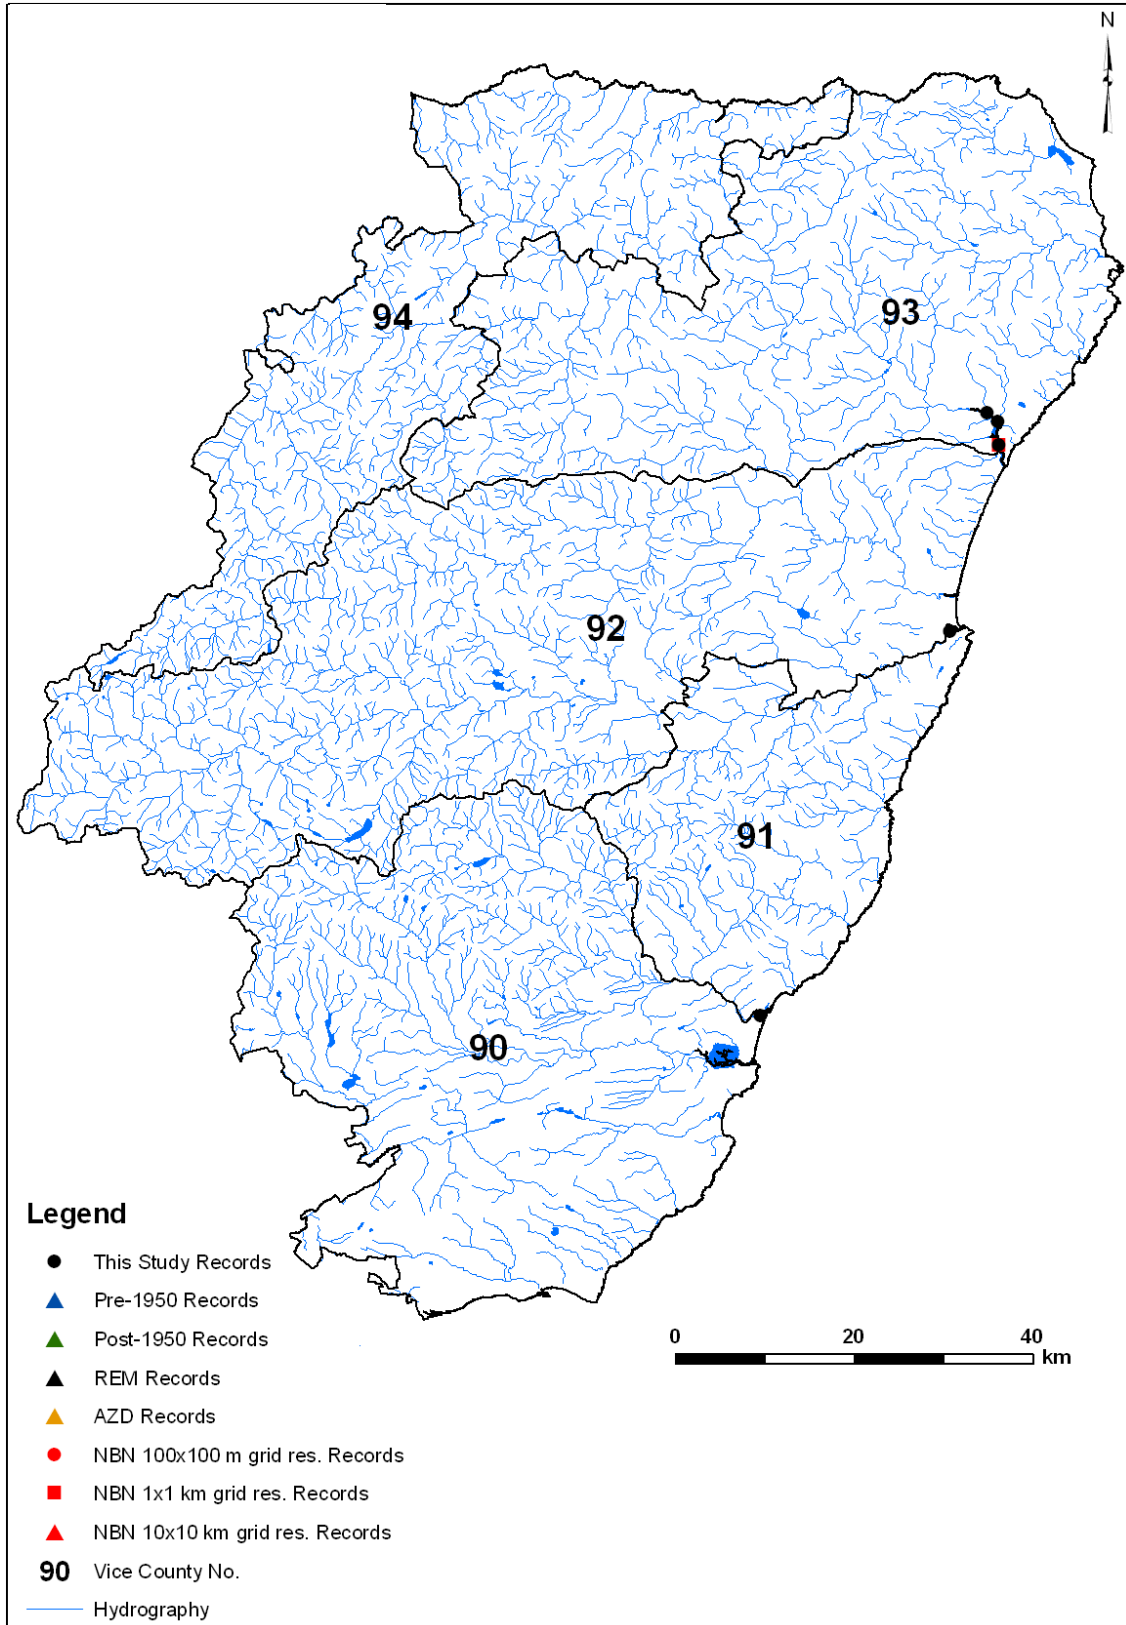 N
94
93
92
91
90
Legend
This Study Records
Pre-1950 Records
Post-1950 Records
REM Records
AZD Records
NBN 100x100 m grid res. Records
NBN 1x1 km grid res. Records
NBN 10x10 km grid res. Records
90 Vice County No.
Hydrography
0 20 40
km